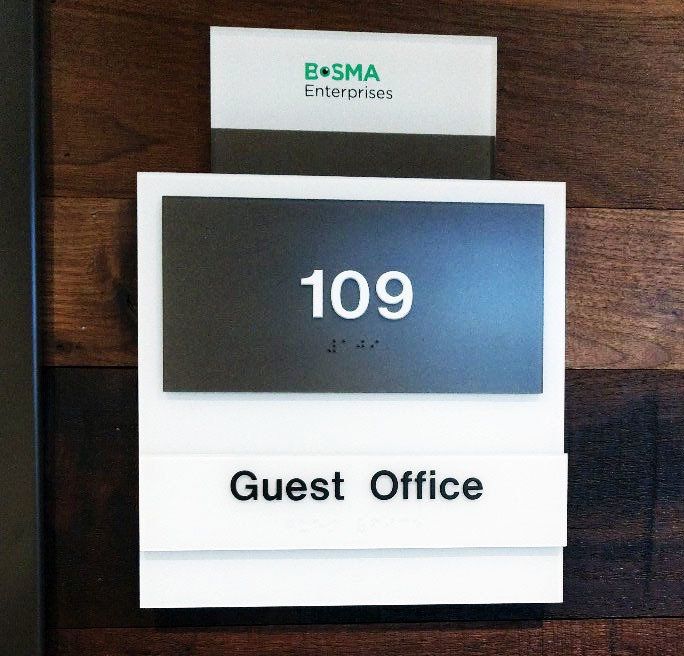 BOSMA
Enterprises
109
⠼⠁⠚⠊
Guest Office